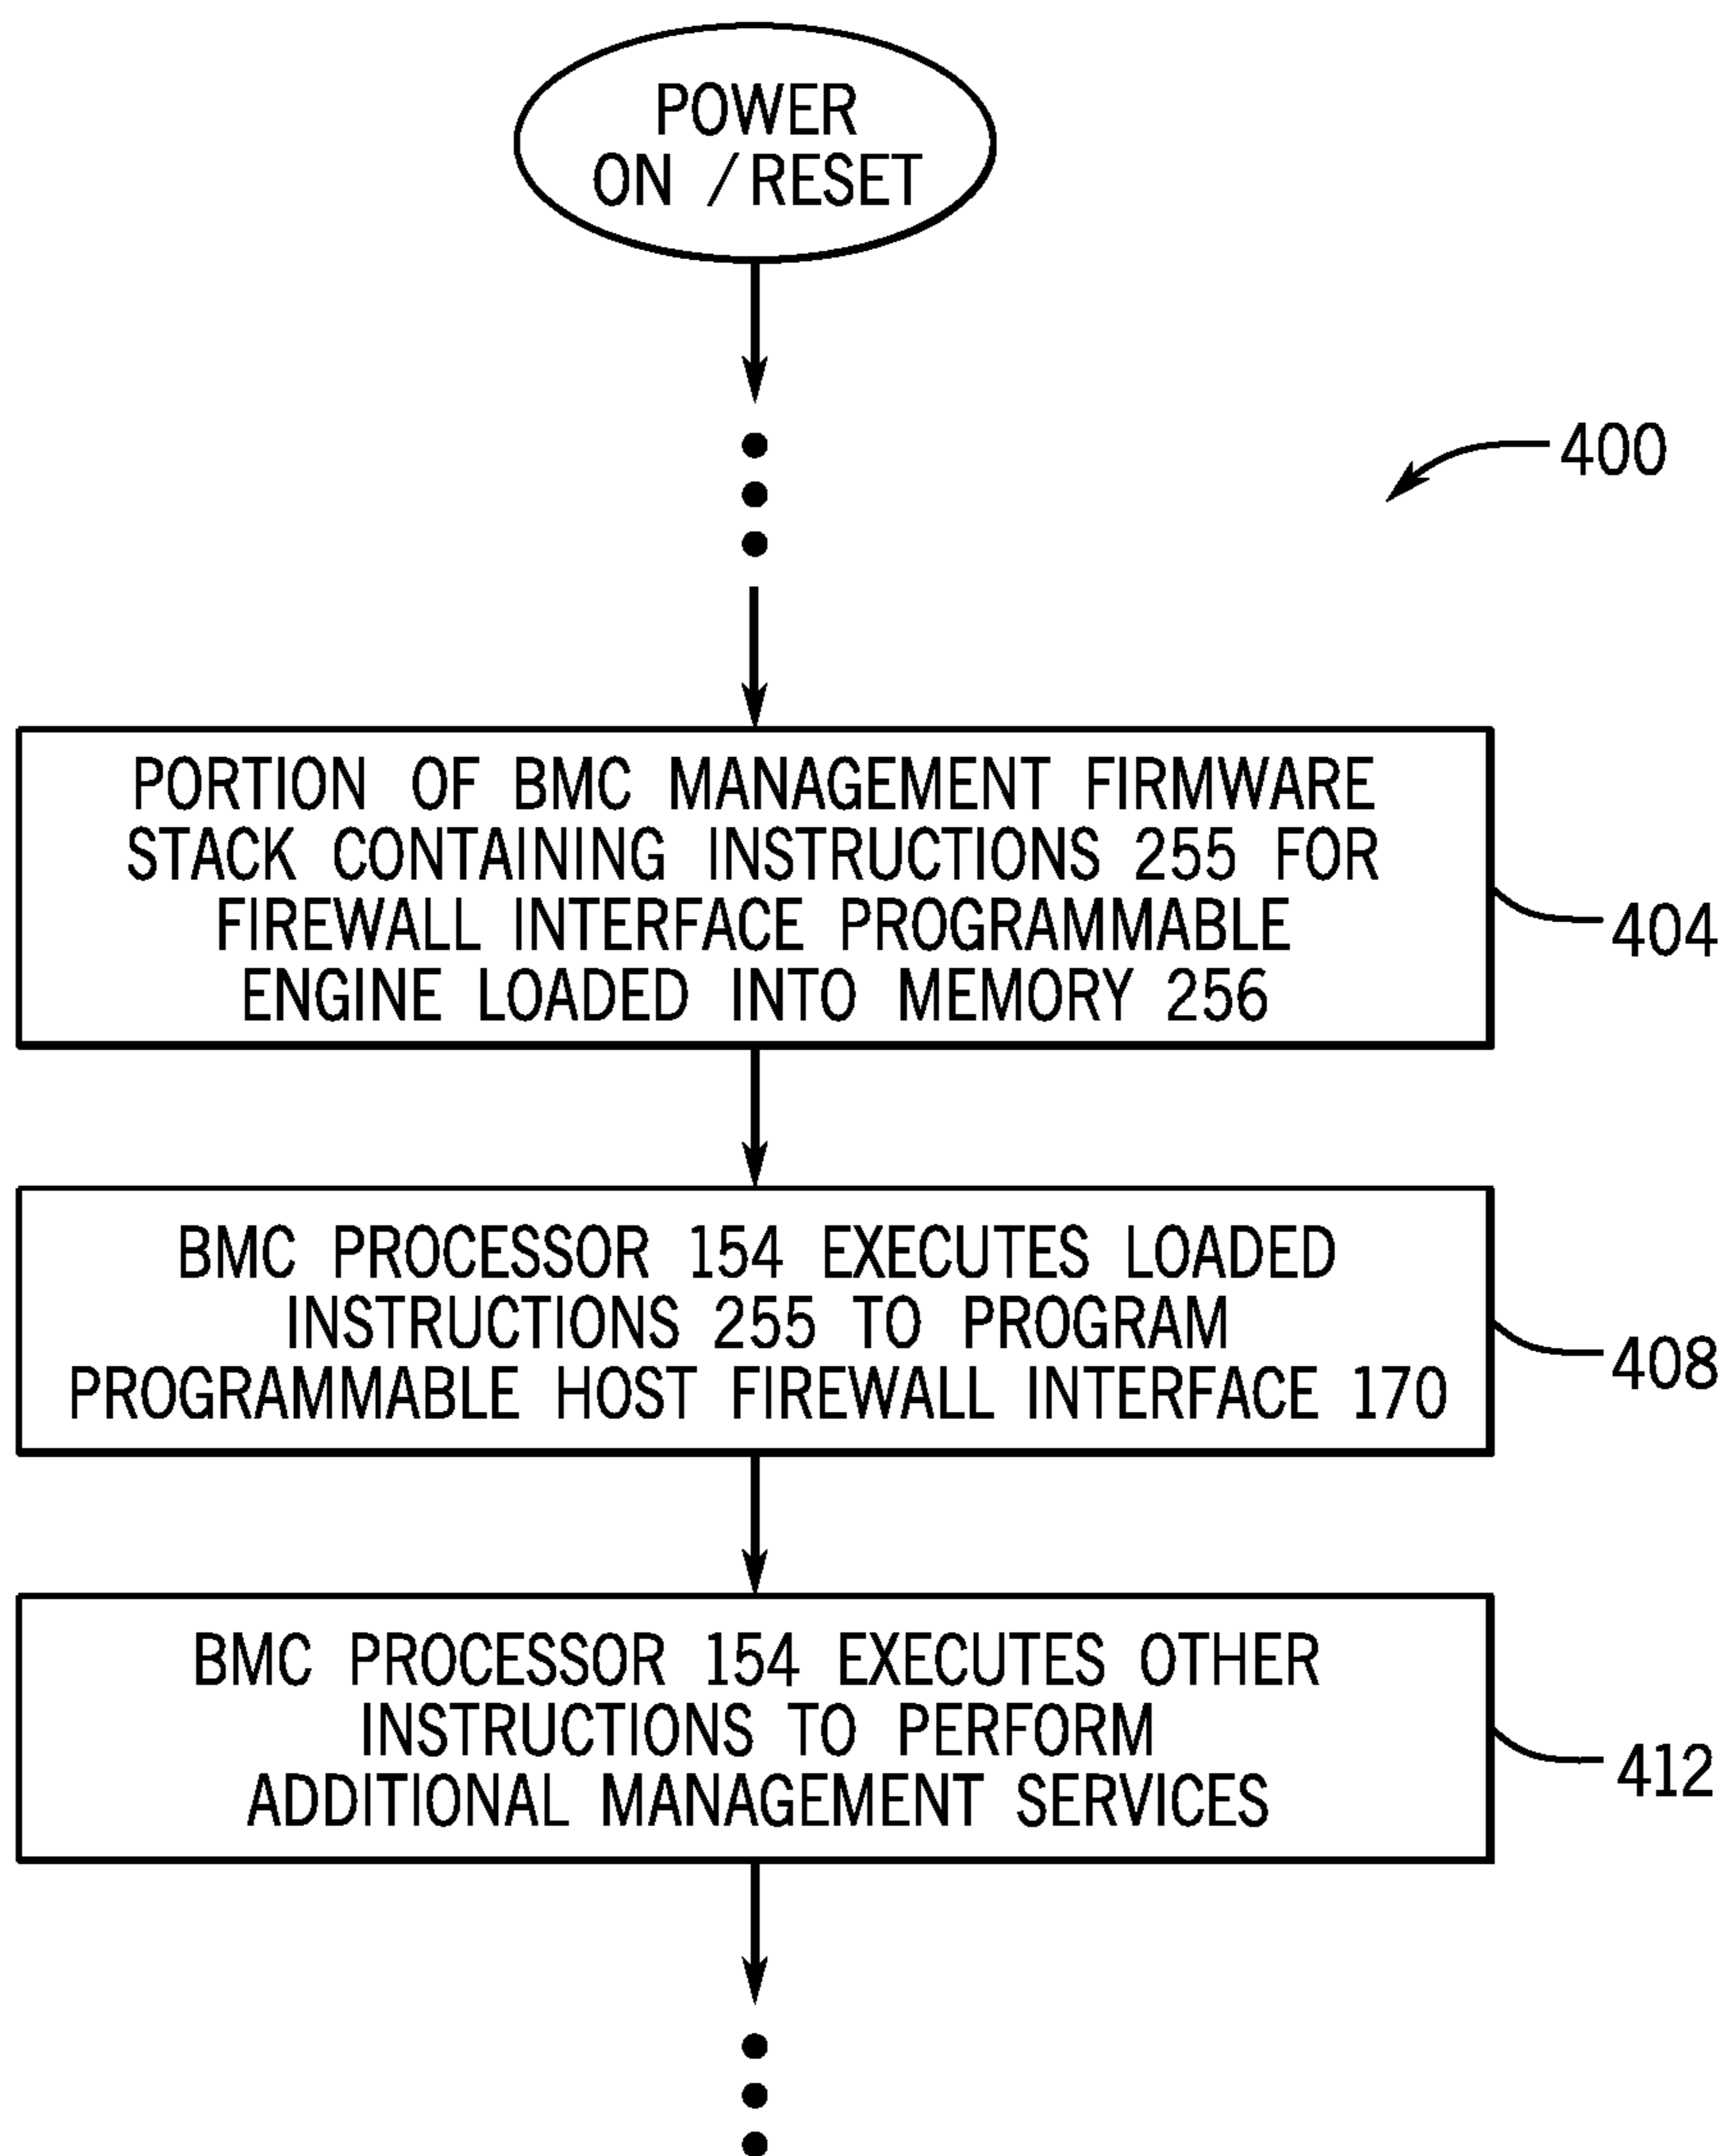 POWER
ON /RESET
400
PORTION OF BMC MANAGEMENT FIRMWARE
STACK CONTAINING INSTRUCTIONS 255 FOR
FIREWALL INTERFACE PROGRAMMABLE
ENGINE LOADED INTO MEMORY 256
404
BMC PROCESSOR 154 EXECUTES LOADED
INSTRUCTIONS 255 TO PROGRAM
PROGRAMMABLE HOST FIREWALL INTERFACE 170
408
BMC PROCESSOR 154 EXECUTES OTHER
INSTRUCTIONS TO PERFORM
ADDITIONAL MANAGEMENT SERVICES
412